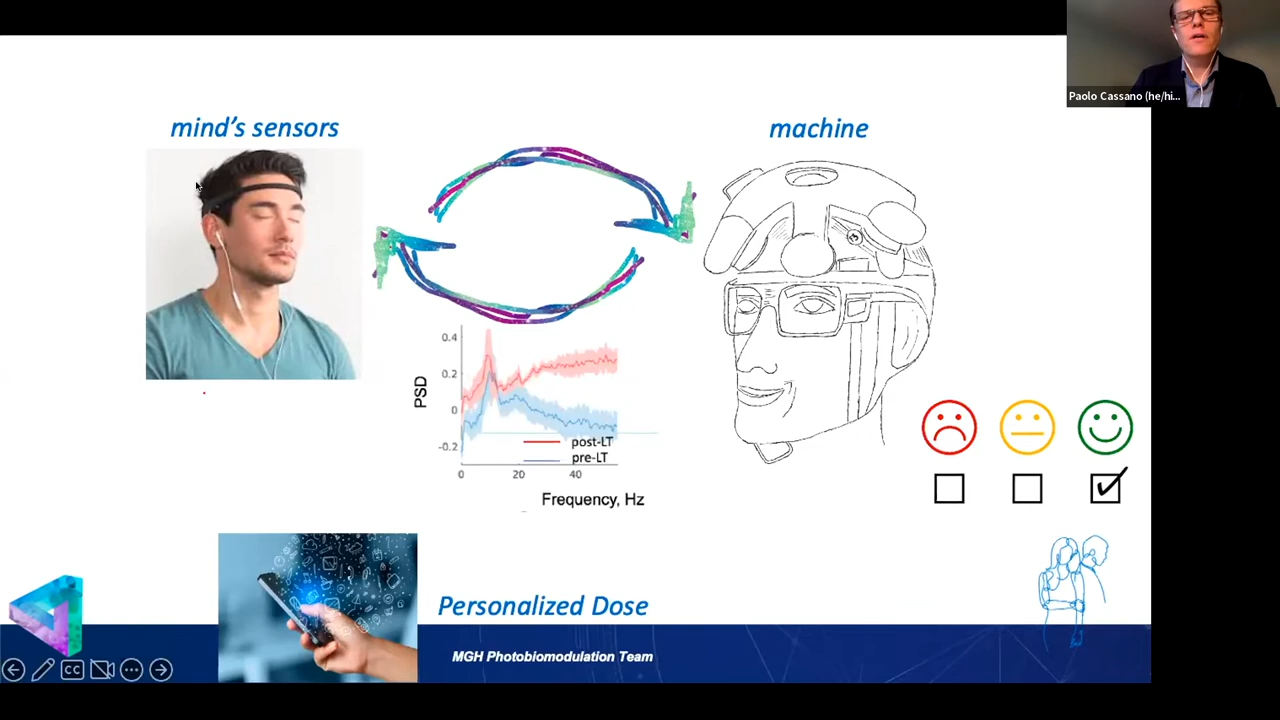 Paolo Cassano (he/hi...
mind's sensors
machine
0.4
0.2
0
-0.2
PSD
post-LT
pre-LT
0
20
40
Frequency, Hz
Personalized Dose
MGH Photobiomodulation Team
CC